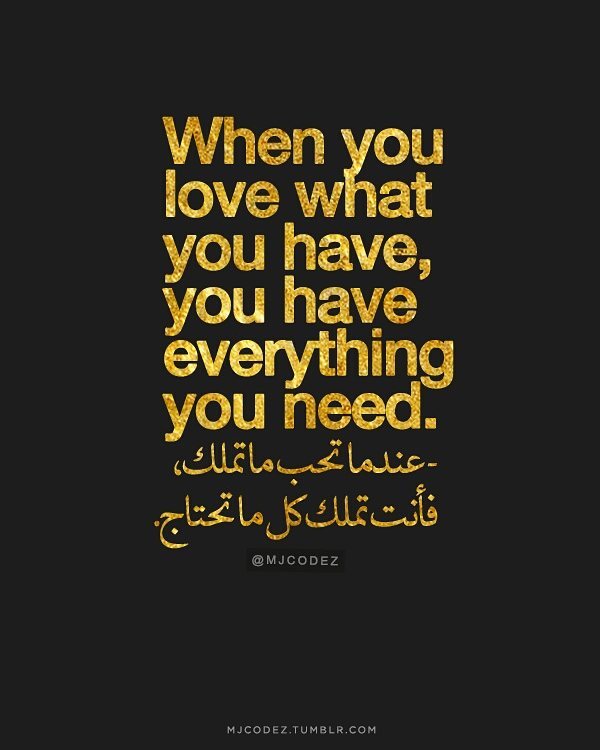 When you
love what
you have,
you have
everything
you need.
-عندما تحب ما تملك،
فأنت تملك كل ما تحتاج.
@MJCODEZ
MJCODEZ.TUMBLR.COM